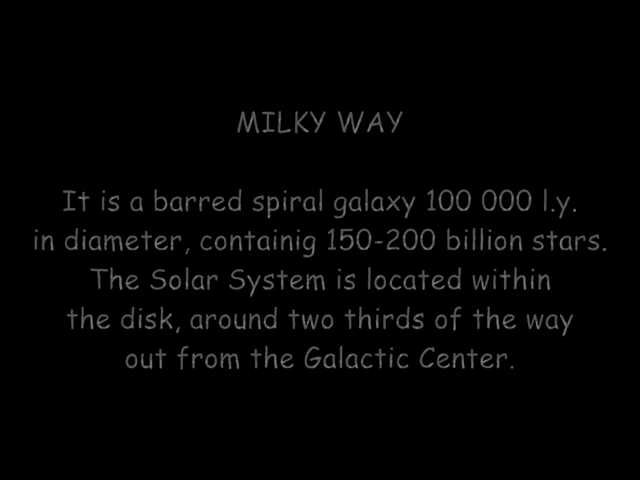 MILKY WAY
It is a barred spiral galaxy 100 000 l.y.
in diameter, containig 150-200 billion stars.
The Solar System is located within
the disk, around two thirds of the way
out from the Galactic Center.